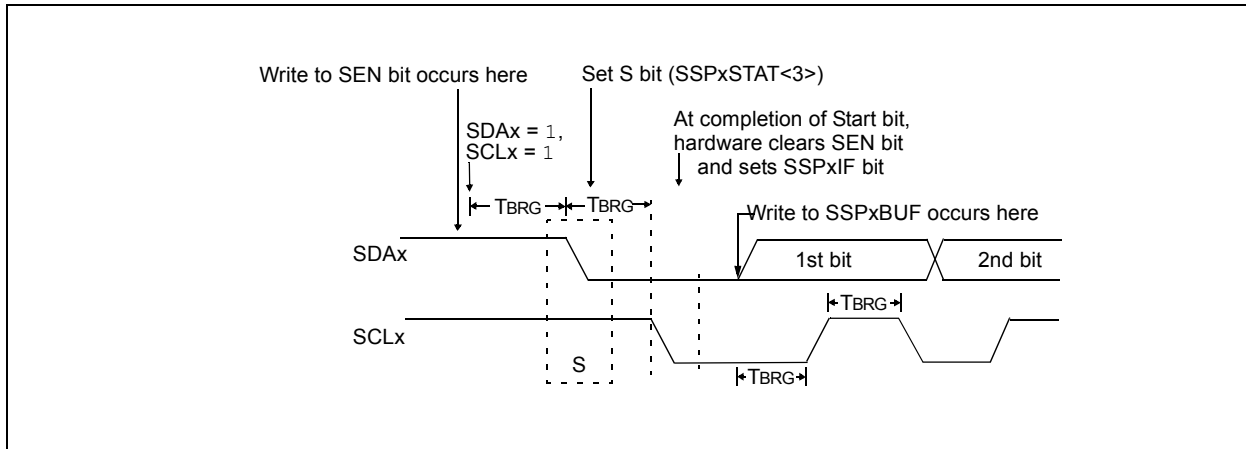 Write to SEN bit occurs here
Set S bit (SSPxSTAT<3>)
SDAx = 1,
SCLx = 1
At completion of Start bit,
hardware clears SEN bit
and sets SSPxIF bit
TBRG
TBRG
Write to SSPxBUF occurs here
SDAx
1st bit
2nd bit
TBRG
SCLx
S
TBRG